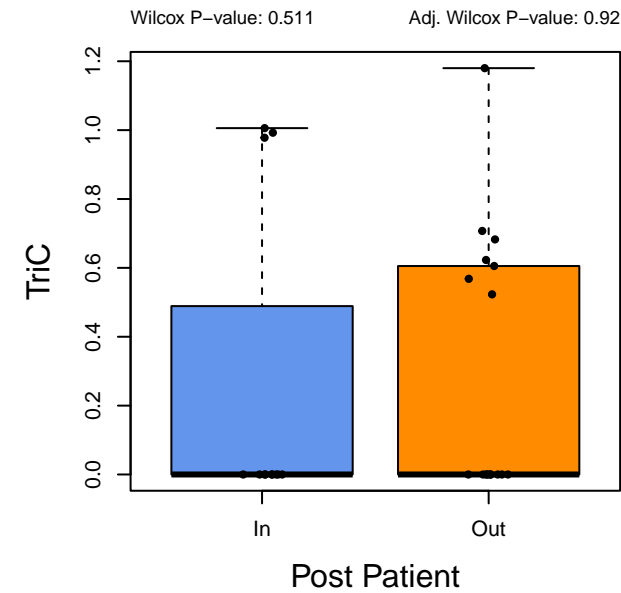 Wilcox P−value: 0.511 Adj. Wilcox P−value: 0.92
1.2
1.0
0.8
0.6
0.4
0.2
0.0
TriC
In Out
Post Patient